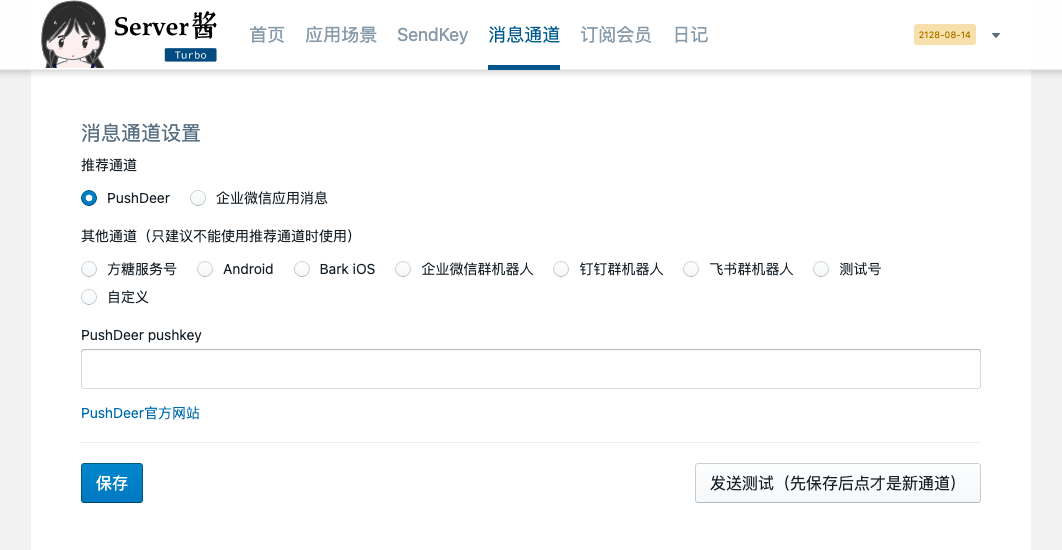 Server酱
Turbo
首页 应用场景 SendKey 消息通道 订阅会员 日记
2128-08-14
消息通道设置
推荐通道
PushDeer 企业微信应用消息
其他通道（只建议不能使用推荐通道时使用）
方糖服务号 Android Bark iOS 企业微信群机器人 钉钉群机器人 飞书群机器人 测试号
自定义
PushDeer pushkey
PushDeer官方网站
保存 发送测试（先保存后点才是新通道）